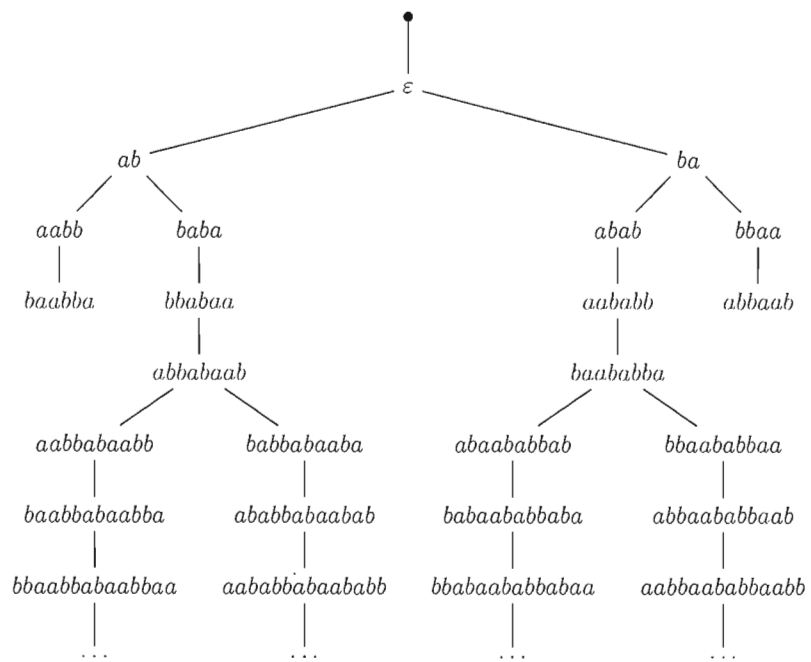 ε
ab ba
aabb baba abab bbaa
baabba bbabaa aababb abbaab
abbabaab baababba
aabbabaabb babbabaaba abaababbab bbaababbaa
baabbabaabba ababbabaabab babaababbaba abbaababbaab
bbaabbabaabbaa aababbabaababb bbabaababbabaa aabbaababbaabb
... ... ... ...